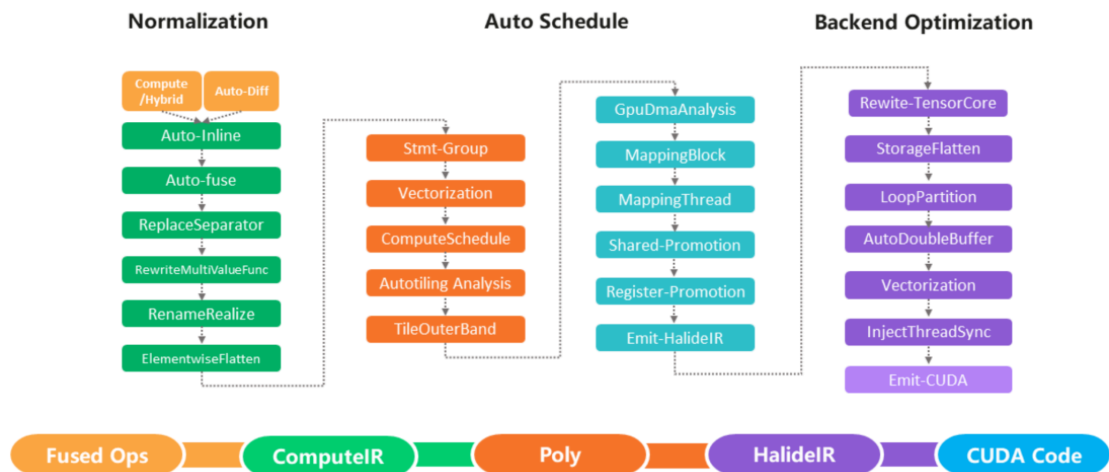 Normalization
Auto Schedule
Backend Optimization
Compute
/Hybrid
Auto-Diff
Auto-Inline
Auto-fuse
ReplaceSeparator
RewriteMultiValueFunc
RenameRealize
ElementwiseFlatten
Stmt-Group
Vectorization
ComputeSchedule
Autotiling Analysis
TileOuterBand
GpuDmaAnalysis
MappingBlock
MappingThread
Shared-Promotion
Register-Promotion
Emit-HalideIR
Rewite-TensorCore
StorageFlatten
LoopPartition
AutoDoubleBuffer
Vectorization
InjectThreadSync
Emit-CUDA
Fused Ops
ComputeIR
Poly
HalideIR
CUDA Code